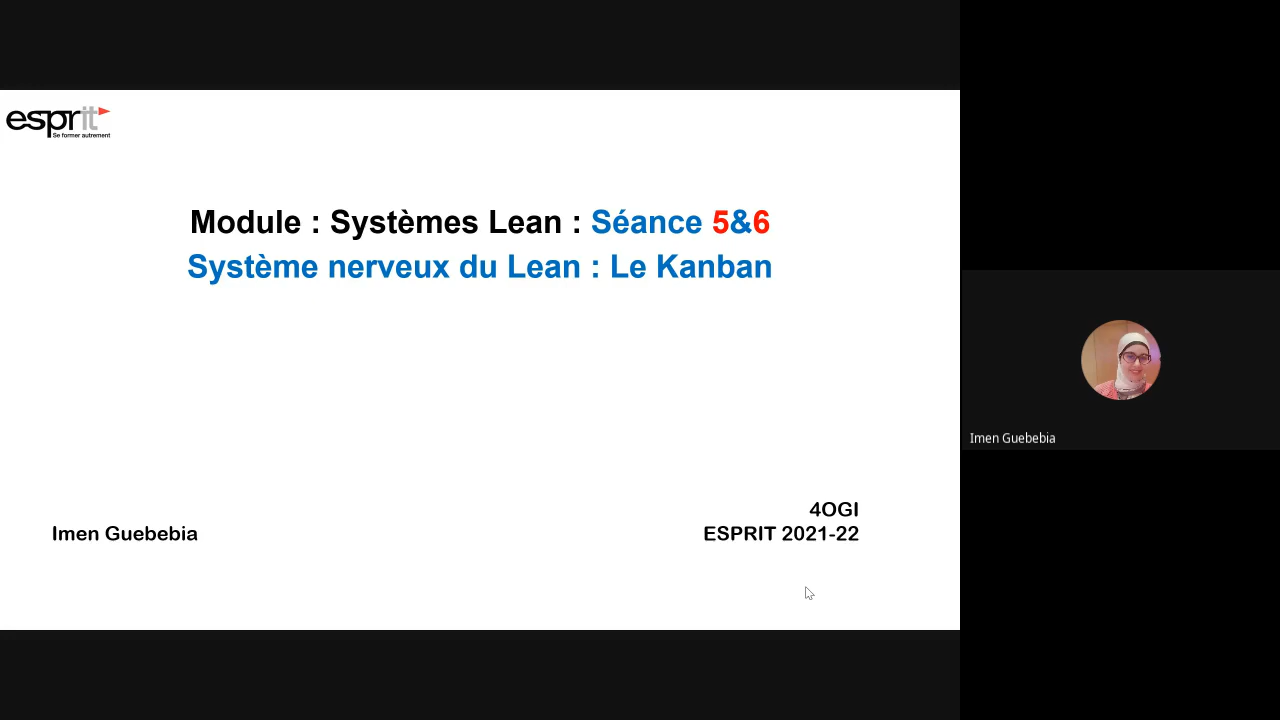 esprit
Se former autrement
Module : Systèmes Lean : Séance 5&6
Système nerveux du Lean : Le Kanban
Imen Guebebia
4OGI
ESPRIT 2021-22
Imen Guebebia